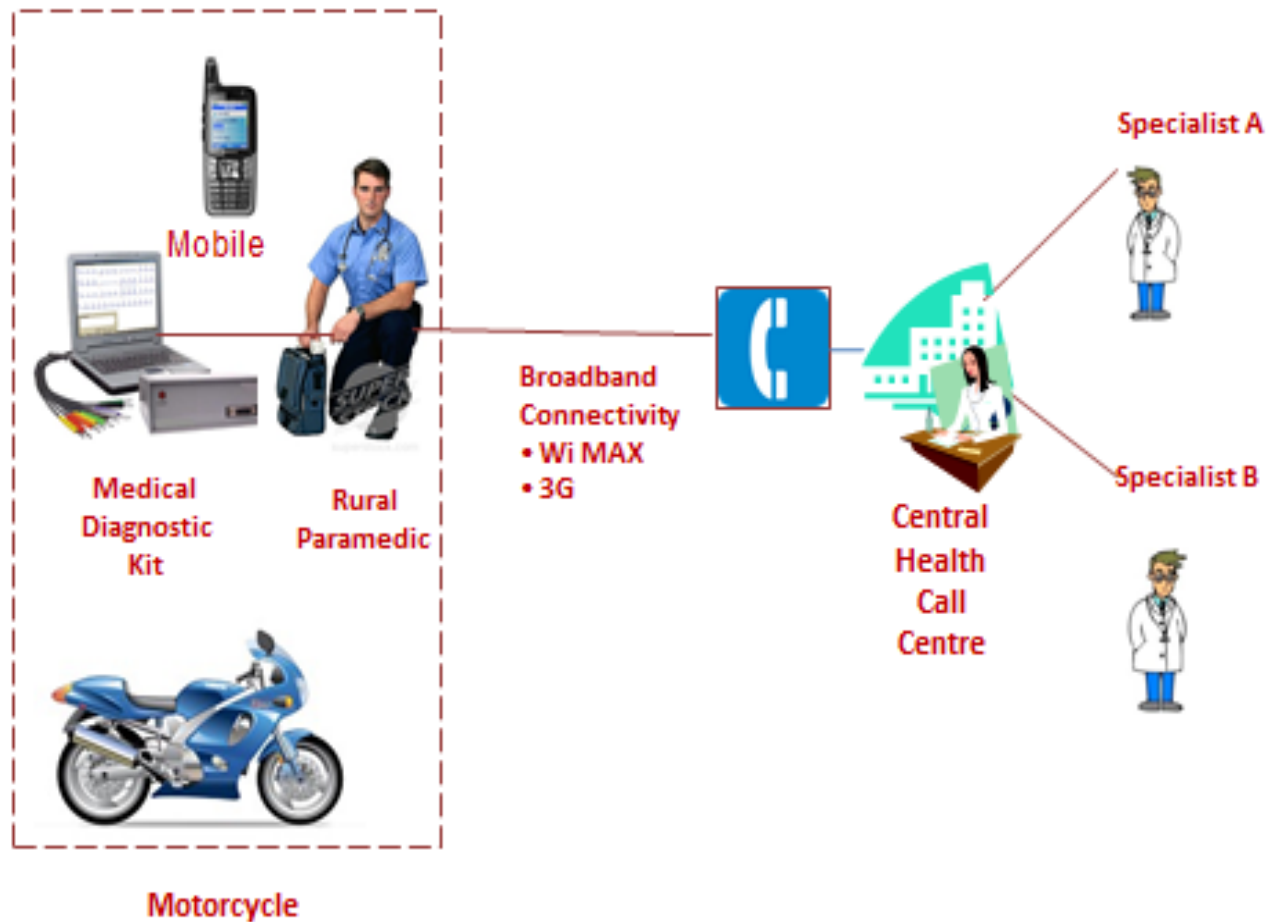 Mobile
Medical
Diagnostic
Kit
Rural
Paramedic
Motorcycle
Broadband
Connectivity
• Wi MAX
• 3G
Central
Health
Call
Centre
Specialist A
Specialist B